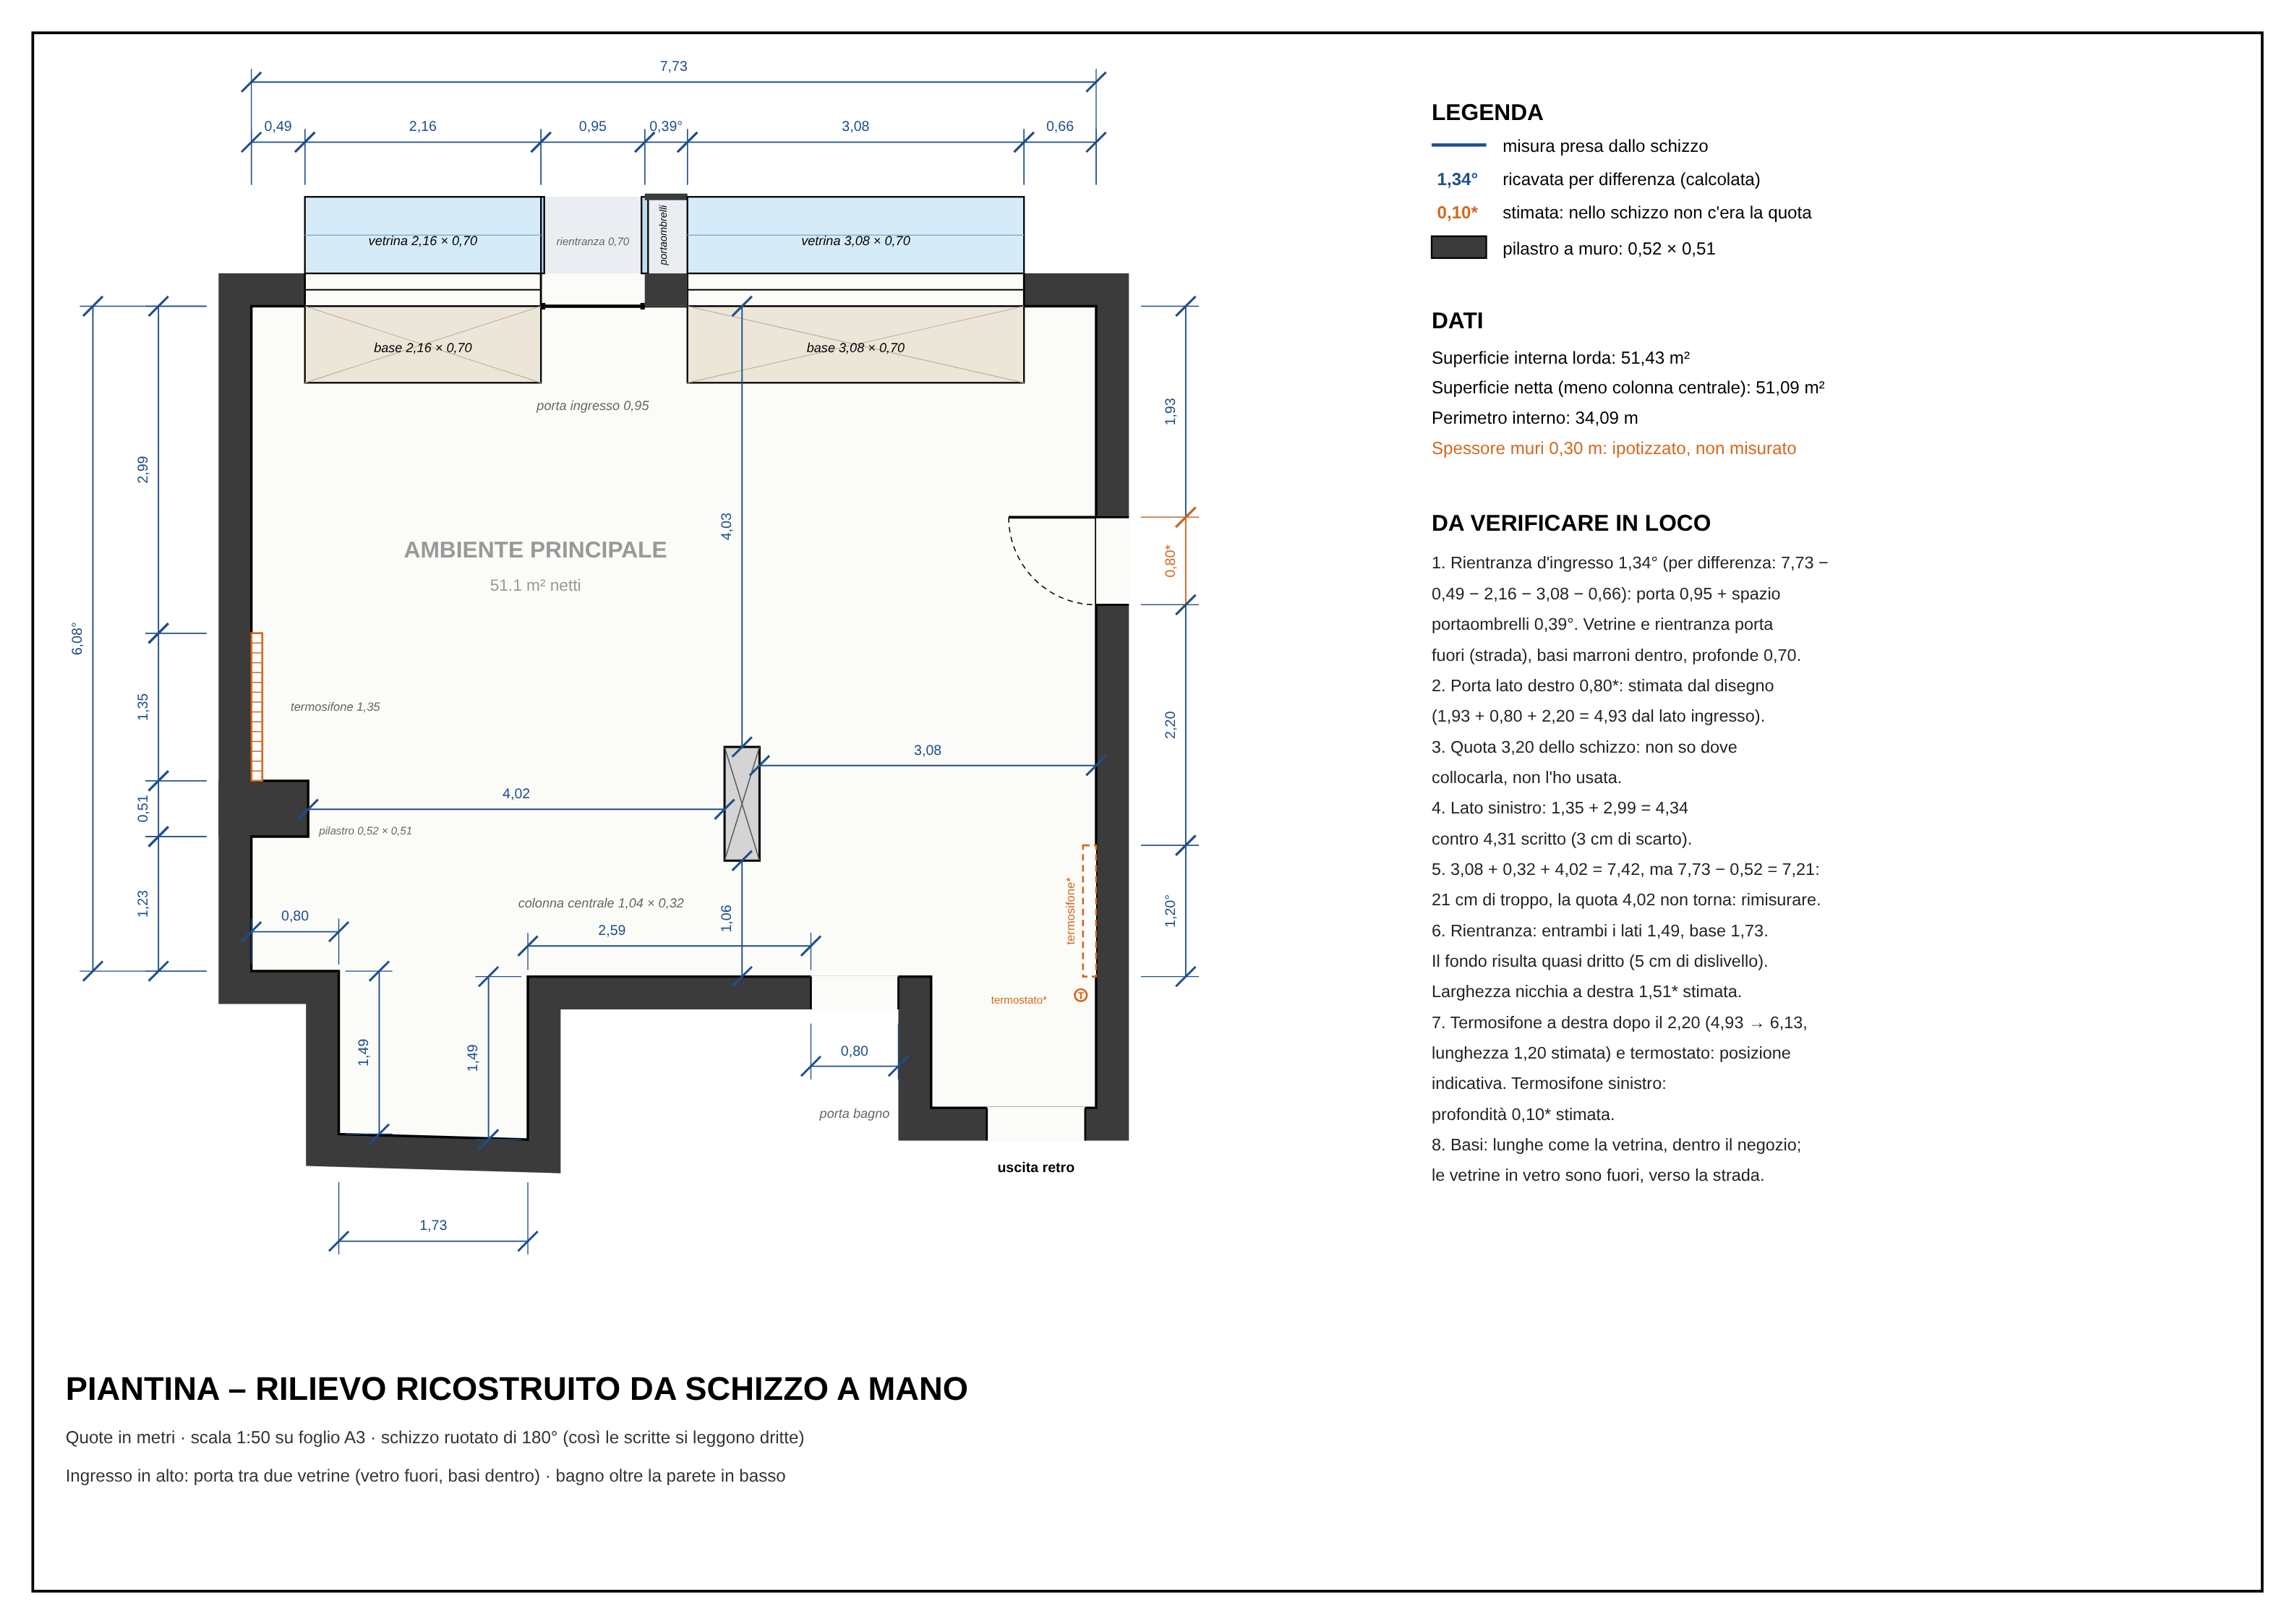 7,73
0,49
2,16
0,95
0,39°
3,08
0,66
vetrina 2,16 × 0,70
rientranza 0,70
portaombrelli
vetrina 3,08 × 0,70
base 2,16 × 0,70
base 3,08 × 0,70
porta ingresso 0,95
6,08°
2,99
1,35
0,51
1,23
4,03
AMBIENTE PRINCIPALE
51.1 m² netti
termosifone 1,35
4,02
3,08
pilastro 0,52 × 0,51
colonna centrale 1,04 × 0,32
0,80
2,59
1,06
1,93
0,80*
2,20
1,20°
termosifone*
termostato*
T
1,49
1,49
0,80
porta bagno
uscita retro
1,73
LEGENDA
misura presa dallo schizzo
1,34° ricavata per differenza (calcolata)
0,10* stimata: nello schizzo non c'era la quota
pilastro a muro: 0,52 × 0,51
DATI
Superficie interna lorda: 51,43 m²
Superficie netta (meno colonna centrale): 51,09 m²
Perimetro interno: 34,09 m
Spessore muri 0,30 m: ipotizzato, non misurato
DA VERIFICARE IN LOCO
1. Rientranza d'ingresso 1,34° (per differenza: 7,73 −
0,49 − 2,16 − 3,08 − 0,66): porta 0,95 + spazio
portaombrelli 0,39°. Vetrine e rientranza porta
fuori (strada), basi marroni dentro, profonde 0,70.
2. Porta lato destro 0,80*: stimata dal disegno
(1,93 + 0,80 + 2,20 = 4,93 dal lato ingresso).
3. Quota 3,20 dello schizzo: non so dove
collocarla, non l'ho usata.
4. Lato sinistro: 1,35 + 2,99 = 4,34
contro 4,31 scritto (3 cm di scarto).
5. 3,08 + 0,32 + 4,02 = 7,42, ma 7,73 − 0,52 = 7,21:
21 cm di troppo, la quota 4,02 non torna: rimisurare.
6. Rientranza: entrambi i lati 1,49, base 1,73.
Il fondo risulta quasi dritto (5 cm di dislivello).
Larghezza nicchia a destra 1,51* stimata.
7. Termosifone a destra dopo il 2,20 (4,93 → 6,13,
lunghezza 1,20 stimata) e termostato: posizione
indicativa. Termosifone sinistro:
profondità 0,10* stimata.
8. Basi: lunghe come la vetrina, dentro il negozio;
le vetrine in vetro sono fuori, verso la strada.
PIANTINA – RILIEVO RICOSTRUITO DA SCHIZZO A MANO
Quote in metri · scala 1:50 su foglio A3 · schizzo ruotato di 180° (così le scritte si leggono dritte)
Ingresso in alto: porta tra due vetrine (vetro fuori, basi dentro) · bagno oltre la parete in basso